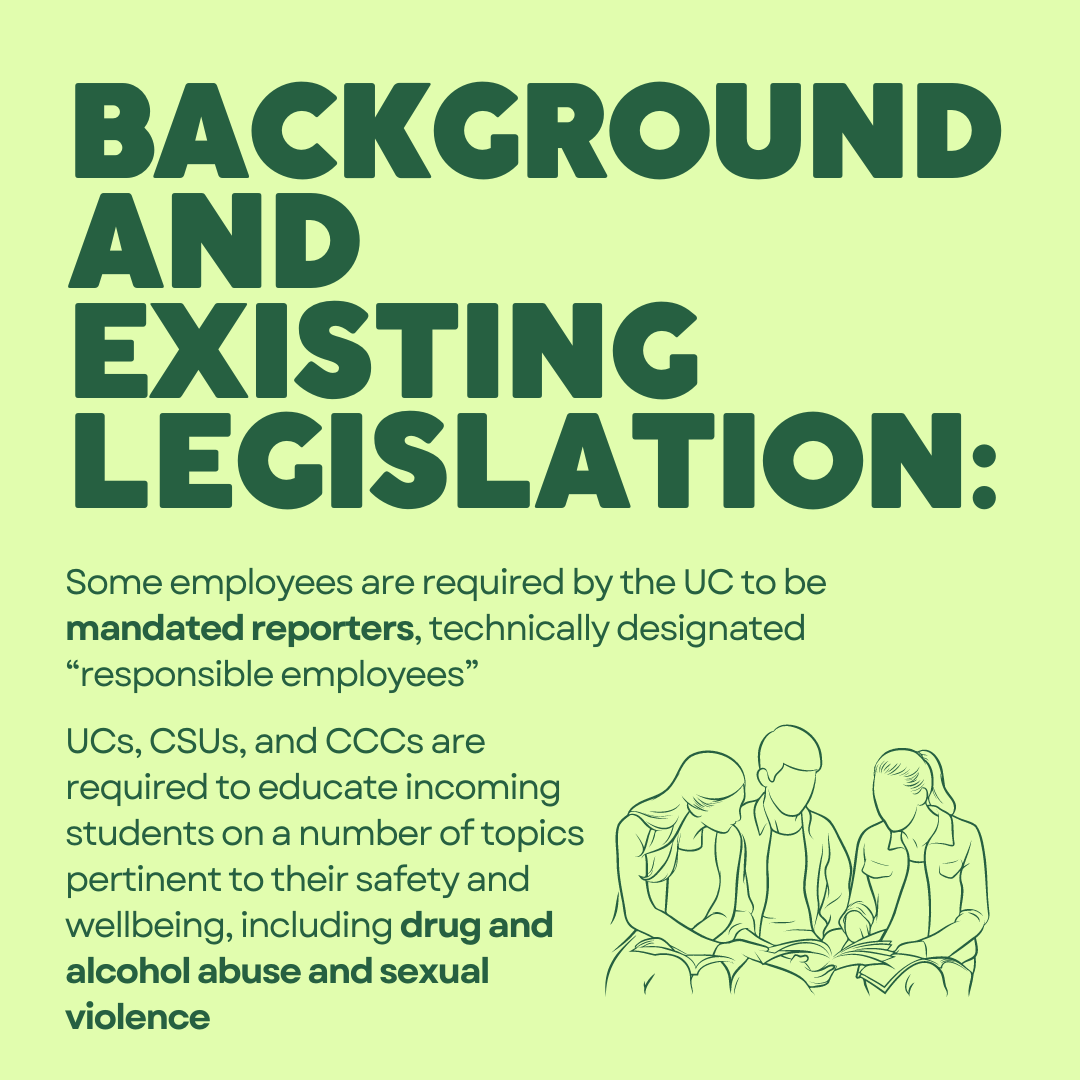 BACKGROUND
AND
EXISTING
LEGISLATION:
Some employees are required by the UC to be
mandated reporters, technically designated
“responsible employees”
UCs, CSUs, and CCCs are
required to educate incoming
students on a number of topics
pertinent to their safety and
wellbeing, including drug and
alcohol abuse and sexual
violence